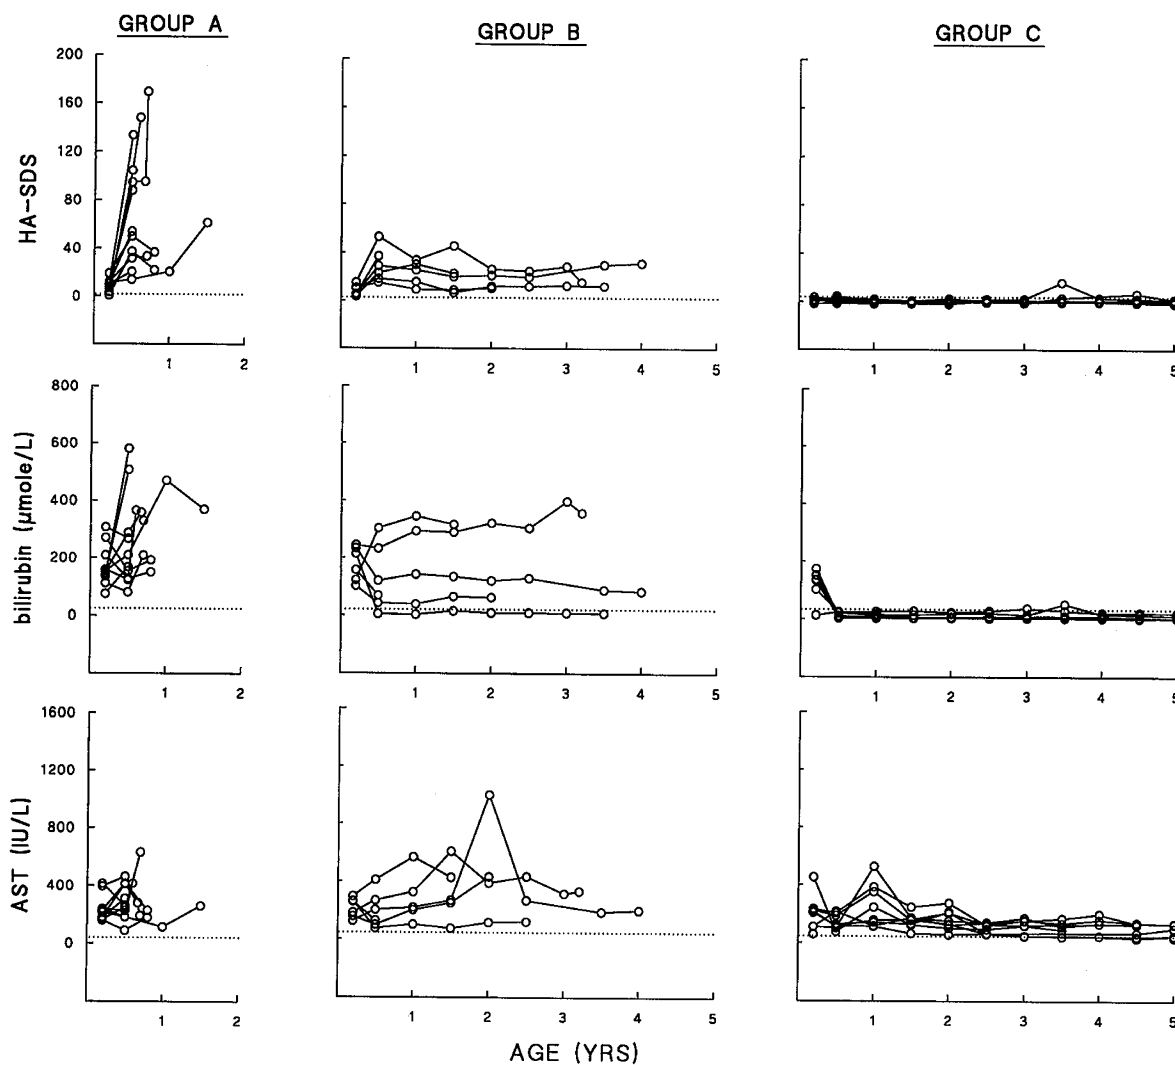 GROUP A GROUP B GROUP C
HA-SDS
200
160
120
80
40
0
1 2
1 2 3 4 5
1 2 3 4 5
bilirubin (µmole/L)
800
600
400
200
0
1 2
1 2 3 4 5
1 2 3 4 5
AST (IU/L)
1600
1200
800
400
0
1 2
1 2 3 4 5
1 2 3 4 5
AGE (YRS)